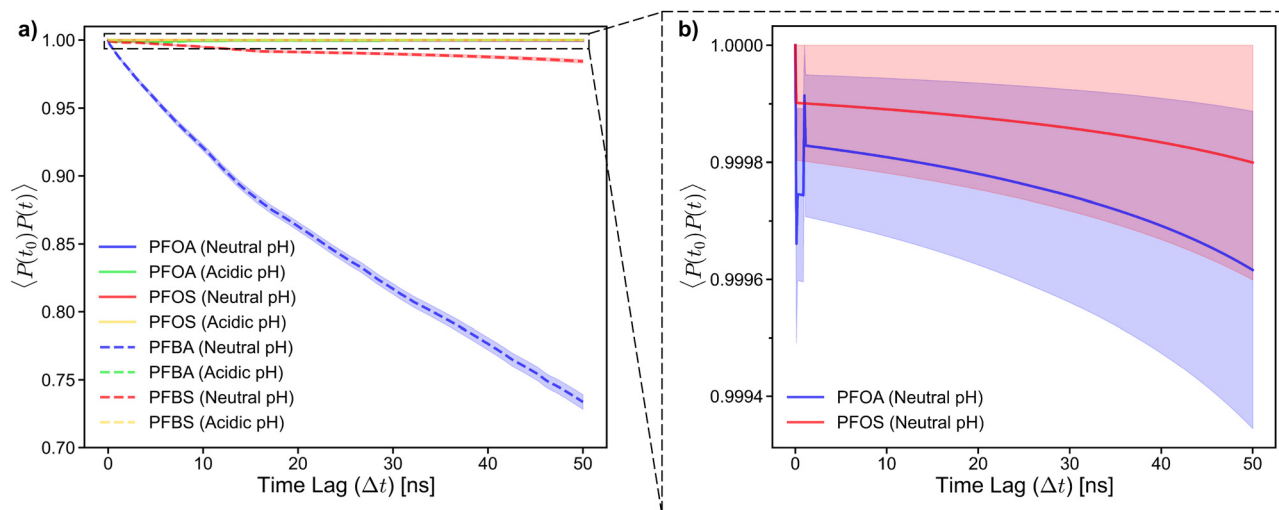 a)
1.00
0.95
0.90
0.85
0.80
0.75
0.70
⟨P(t₀)P(t)⟩
PFOA (Neutral pH)
PFOA (Acidic pH)
PFOS (Neutral pH)
PFOS (Acidic pH)
PFBA (Neutral pH)
PFBA (Acidic pH)
PFBS (Neutral pH)
PFBS (Acidic pH)
0 10 20 30 40 50
Time Lag (Δt) [ns]
b)
1.0000
0.9998
0.9996
0.9994
⟨P(t₀)P(t)⟩
PFOA (Neutral pH)
PFOS (Neutral pH)
0 10 20 30 40 50
Time Lag (Δt) [ns]